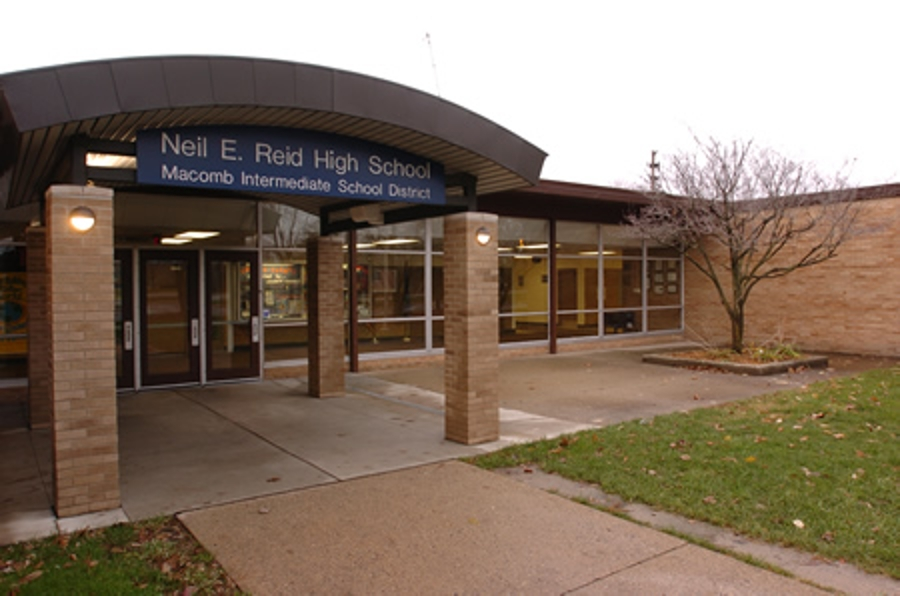 Neil E. Reid High School
Macomb Intermediate School District